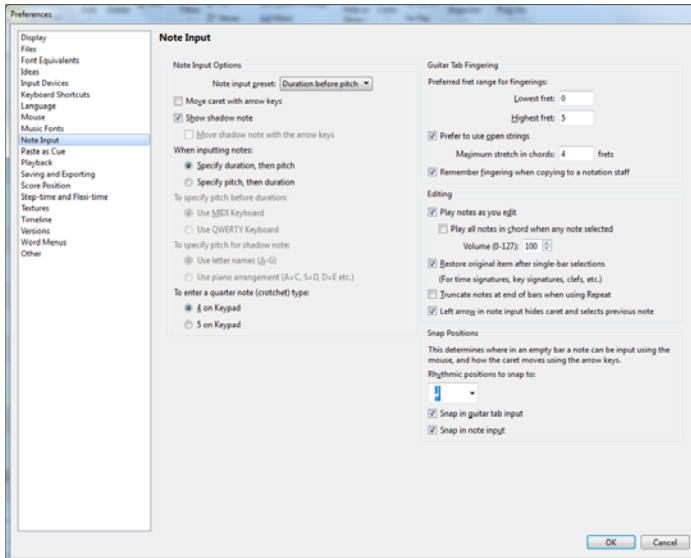 Preferences
Display
Files
Font Equivalents
Ideas
Input Devices
Keyboard Shortcuts
Language
Mouse
Music Fonts
Note Input
Paste as Cue
Playback
Saving and Exporting
Score Position
Step-time and Flexi-time
Textures
Timeline
Versions
Word Menus
Other
Note Input
Note Input Options
Note input preset: Duration before pitch
Move caret with arrow keys
Show shadow note
Move shadow note with the arrow keys
When inputting notes:
Specify duration, then pitch
Specify pitch, then duration
To specify pitch before duration:
Use MIDI Keyboard
Use QWERTY Keyboard
To specify pitch for shadow note:
Use letter names (A-G)
Use piano arrangement (A=C, S=D, D=E etc.)
To enter a quarter note (crotchet) type:
4 on Keypad
5 on Keypad
Guitar Tab Fingering
Preferred fret range for fingerings:
Lowest fret: 0
Highest fret: 5
Prefer to use open strings
Maximum stretch in chords: 4 frets
Remember fingering when copying to a notation staff
Editing
Play notes as you edit
Play all notes in chord when any note selected
Volume (0-127): 100
Restore original item after single-bar selections
(For time signatures, key signatures, clefs, etc.)
Truncate notes at end of bars when using Repeat
Left arrow in note input hides caret and selects previous note
Snap Positions
This determines where in an empty bar a note can be input using the
mouse, and how the caret moves using the arrow keys.
Rhythmic positions to snap to:
Snap in guitar tab input
Snap in note input
OK
Cancel